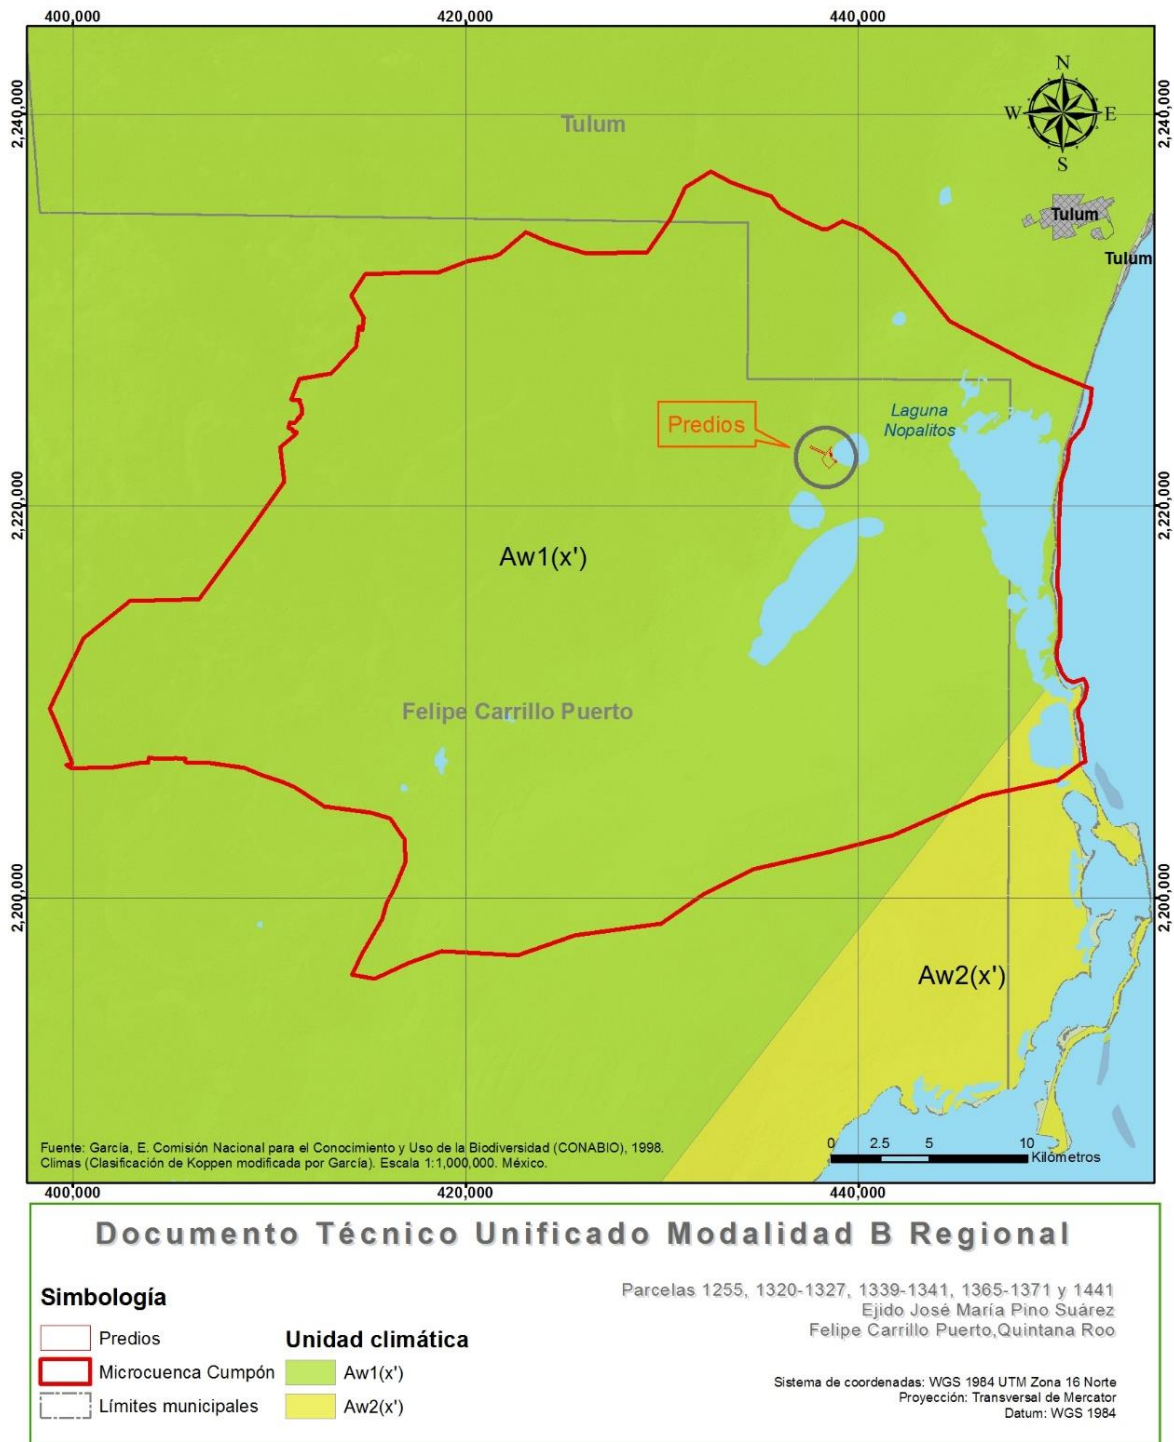 400,000
420,000
440,000
2,240,000
2,240,000
N
W
E
S
Tulum
Tulum
Tulum
Predios
Laguna
Nopalitos
2,220,000
2,220,000
Aw1(x')
Felipe Carrillo Puerto
2,200,000
2,200,000
Aw2(x')
Fuente: García, E. Comisión Nacional para el Conocimiento y Uso de la Biodiversidad (CONABIO), 1998.
Climas (Clasificación de Koppen modificada por García). Escala 1:1,000,000. México.
0 2.5 5 10
Kilómetros
400,000
420,000
440,000
Documento Técnico Unificado Modalidad B Regional
Simbología
Predios
Microcuenca Cumpón
Límites municipales
Unidad climática
Aw1(x')
Aw2(x')
Parcelas 1255, 1320-1327, 1339-1341, 1365-1371 y 1441
Ejido José María Pino Suárez
Felipe Carrillo Puerto,Quintana Roo
Sistema de coordenadas: WGS 1984 UTM Zona 16 Norte
Proyección: Transversal de Mercator
Datum: WGS 1984